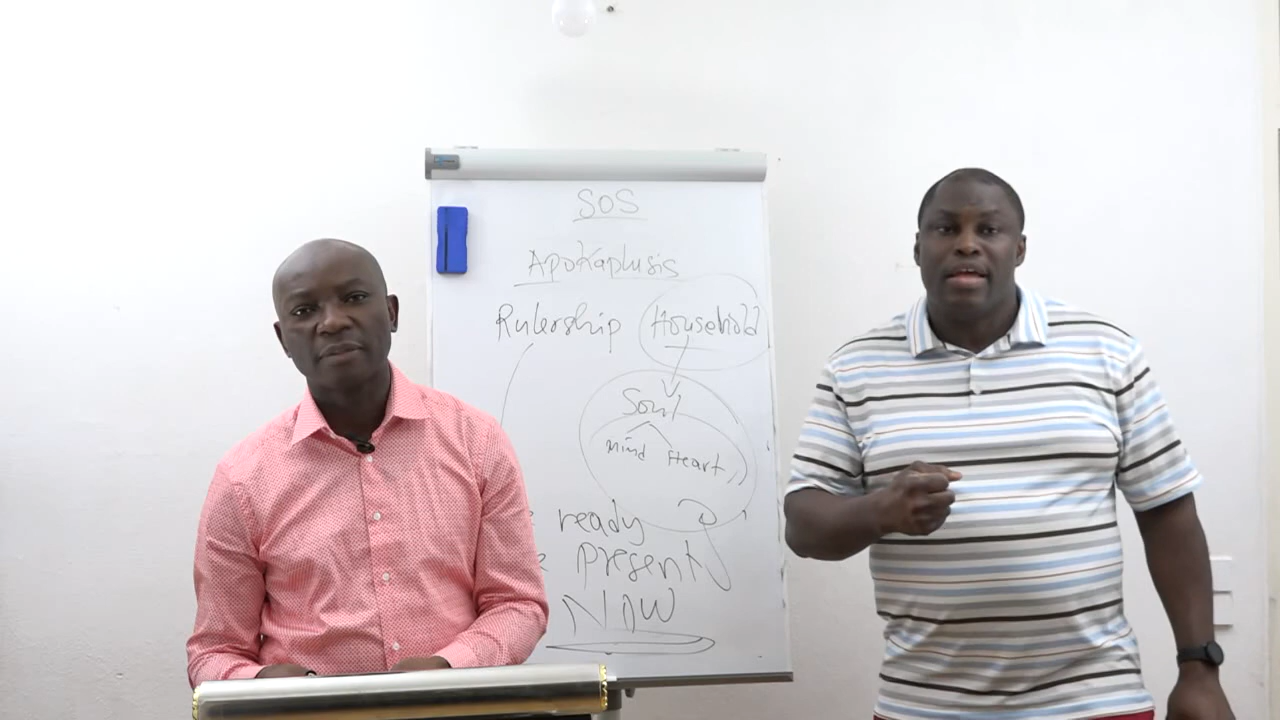 SOS
Apokaplusis
Rulership Household
Soul
mind Heart
ready
present
NOW